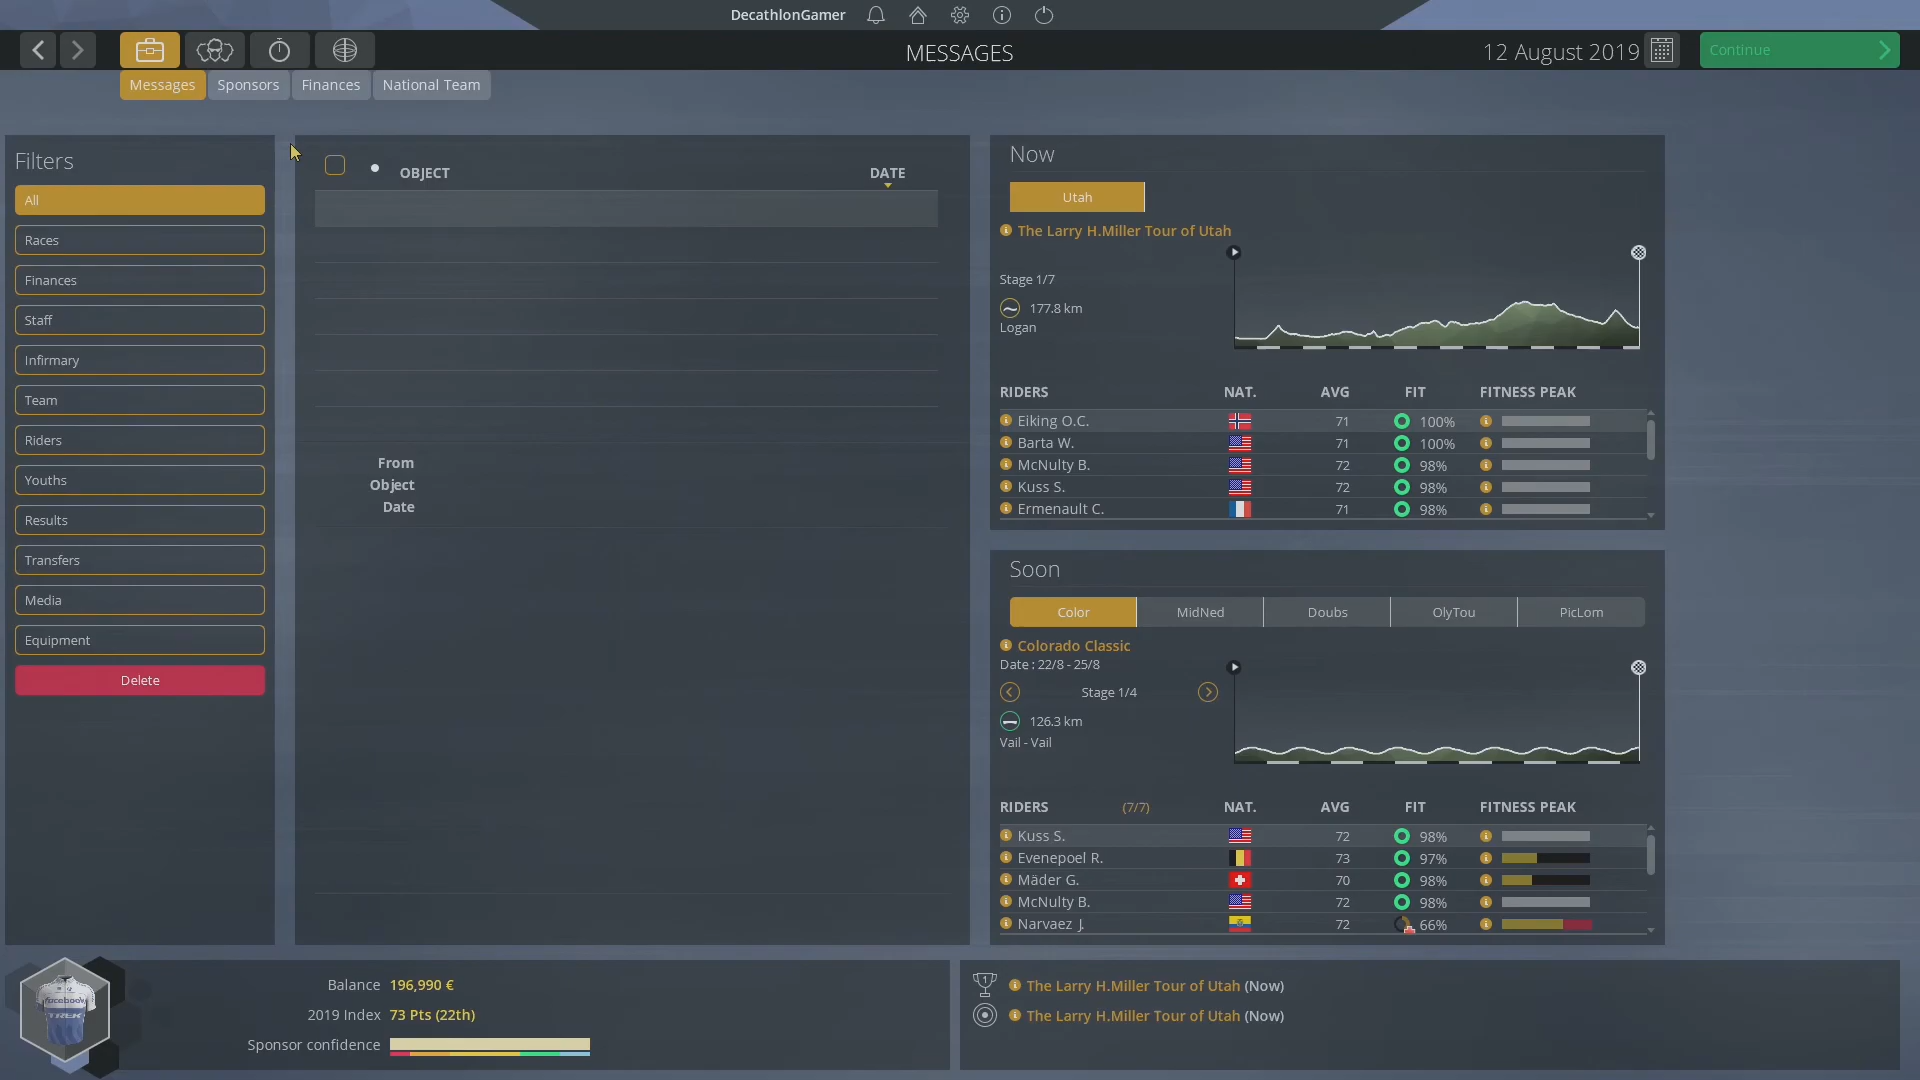 DecathlonGamer
MESSAGES
12 August 2019
Continue
Messages
Sponsors
Finances
National Team
Filters
All
Races
Finances
Staff
Infirmary
Team
Riders
Youths
Results
Transfers
Media
Equipment
Delete
OBJECT DATE
From
Object
Date
Now
Utah
The Larry H.Miller Tour of Utah
Stage 1/7
177.8 km
Logan
RIDERS NAT. AVG FIT FITNESS PEAK
Eiking O.C. 71 100%
Barta W. 71 100%
McNulty B. 72 98%
Kuss S. 72 98%
Ermenault C. 71 98%
Soon
Color MidNed Doubs OlyTou PicLom
Colorado Classic
Date : 22/8 - 25/8
Stage 1/4
126.3 km
Vail - Vail
RIDERS (7/7) NAT. AVG FIT FITNESS PEAK
Kuss S. 72 98%
Evenepoel R. 73 97%
Mäder G. 70 98%
McNulty B. 72 98%
Narvaez J. 72 66%
facebook
TREK
Balance 196,990 €
2019 Index 73 Pts (22th)
Sponsor confidence
1
The Larry H.Miller Tour of Utah (Now)
The Larry H.Miller Tour of Utah (Now)